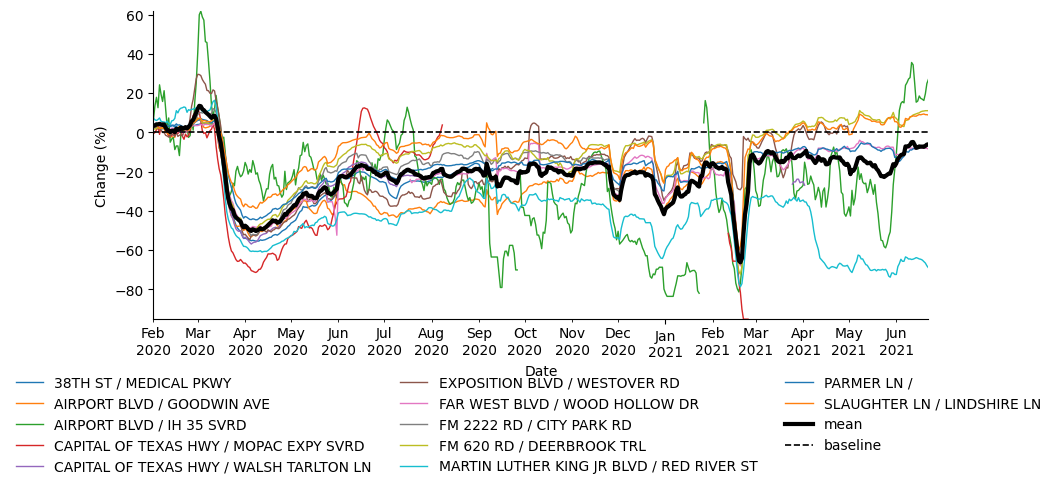 60
40
20
0
−20
−40
−60
−80
Change (%)
Feb 2020
Mar 2020
Apr 2020
May 2020
Jun 2020
Jul 2020
Aug 2020
Sep 2020
Oct 2020
Nov 2020
Dec 2020
Jan 2021
Feb 2021
Mar 2021
Apr 2021
May 2021
Jun 2021
Date
38TH ST / MEDICAL PKWY
AIRPORT BLVD / GOODWIN AVE
AIRPORT BLVD / IH 35 SVRD
CAPITAL OF TEXAS HWY / MOPAC EXPY SVRD
CAPITAL OF TEXAS HWY / WALSH TARLTON LN
EXPOSITION BLVD / WESTOVER RD
FAR WEST BLVD / WOOD HOLLOW DR
FM 2222 RD / CITY PARK RD
FM 620 RD / DEERBROOK TRL
MARTIN LUTHER KING JR BLVD / RED RIVER ST
PARMER LN /
SLAUGHTER LN / LINDSHIRE LN
mean
baseline